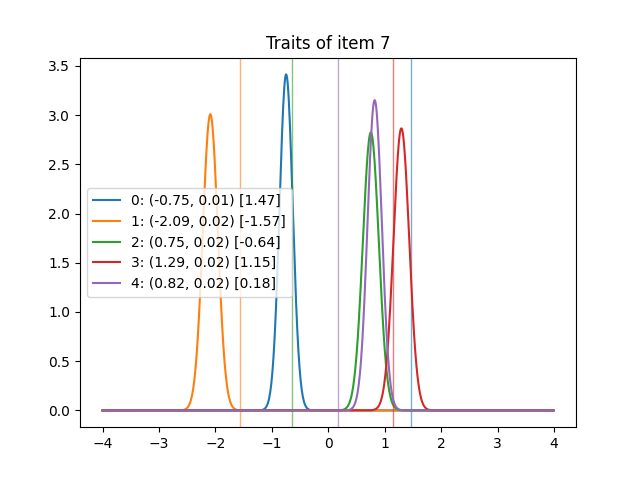 Traits of item 7
3.5
3.0
2.5
2.0
1.5
1.0
0.5
0.0
0: (-0.75, 0.01) [1.47]
1: (-2.09, 0.02) [-1.57]
2: (0.75, 0.02) [-0.64]
3: (1.29, 0.02) [1.15]
4: (0.82, 0.02) [0.18]
−4 −3 −2 −1 0 1 2 3 4